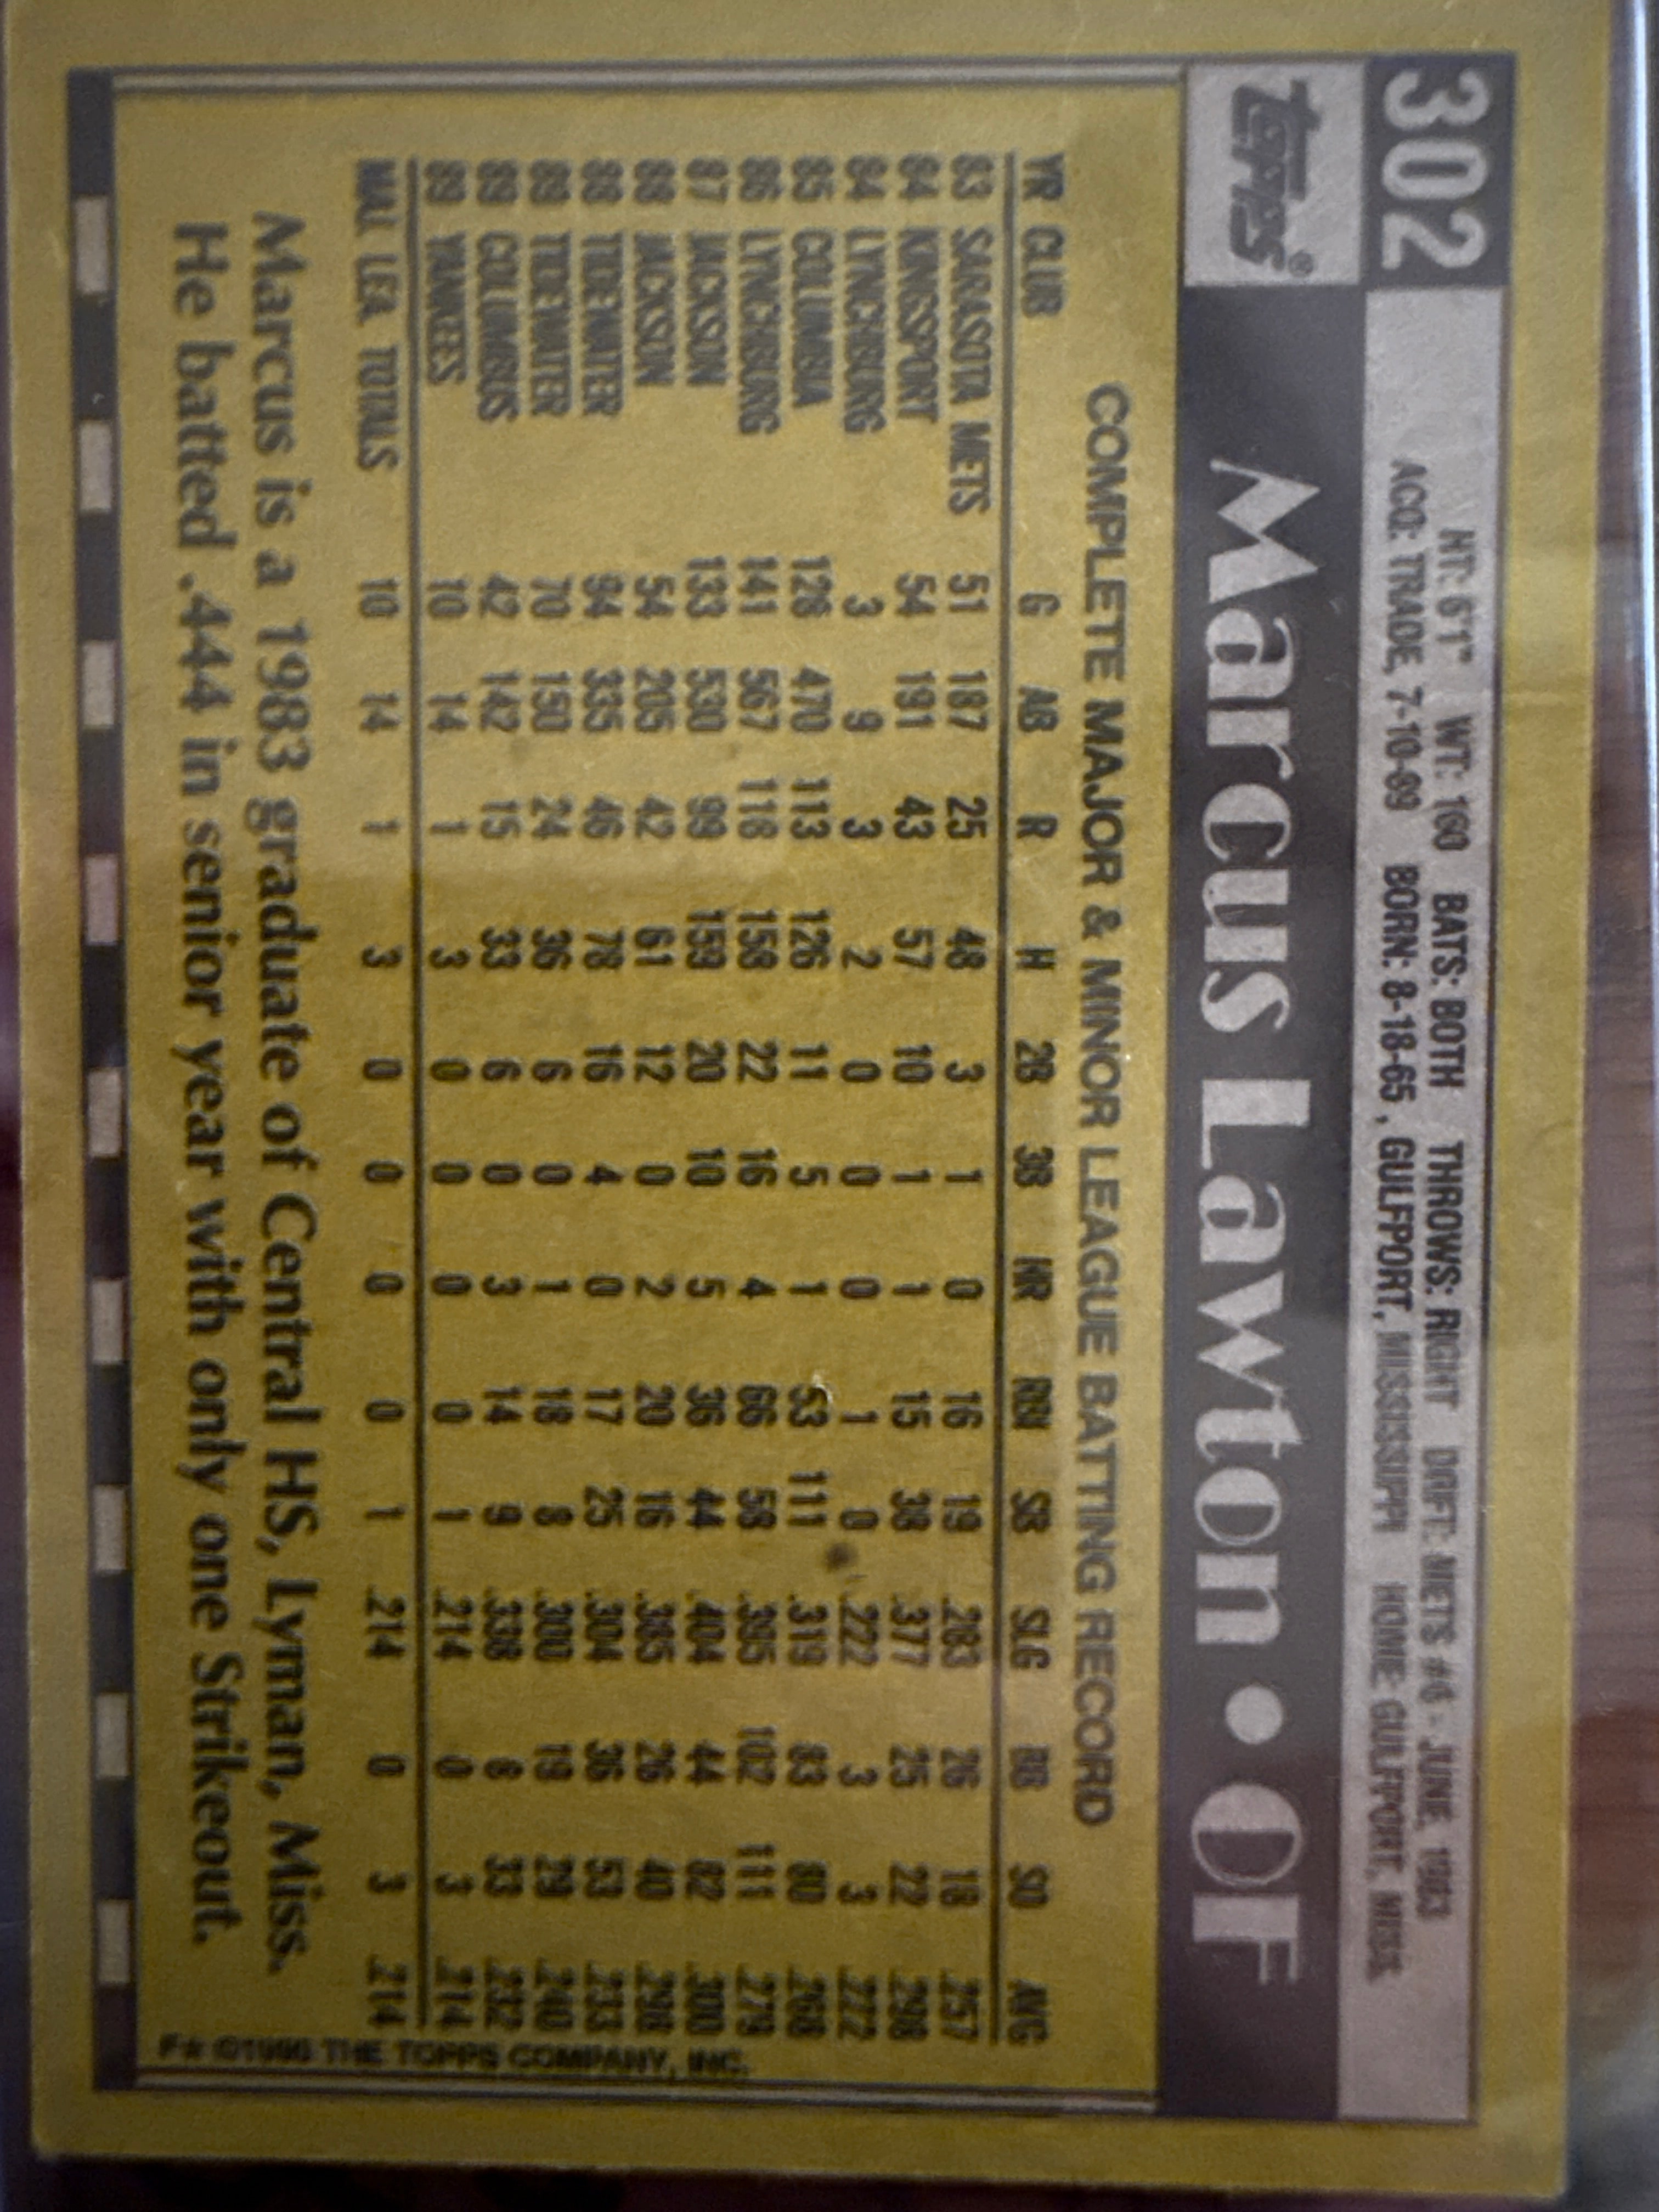 302
HT: 6'1" WT: 160 BATS: BOTH THROWS: RIGHT DRFT: METS #6 - JUNE, 1983
ACQ: TRADE, 7-10-89 BORN: 8-18-65, GULFPORT, MISSISSIPPI HOME: GULFPORT, MISS.
topps®
Marcus Lawton • OF
COMPLETE MAJOR & MINOR LEAGUE BATTING RECORD
YR CLUB G AB R H 2B 3B HR RBI SB SLG BB SO AVG
83 SARASOTA METS 51 187 25 48 3 1 0 16 19 .283 26 18 .257
84 KINGSPORT 54 191 43 57 10 1 1 15 38 .377 25 22 .298
84 LYNCHBURG 3 9 3 2 0 0 0 1 0 .222 3 3 .222
85 COLUMBIA 128 470 113 126 11 5 1 53 111 .319 83 80 .268
86 LYNCHBURG 141 567 118 158 22 16 4 66 58 .395 102 111 .279
87 JACKSON 133 530 99 159 20 10 5 36 44 .404 44 82 .300
88 JACKSON 54 205 42 61 12 0 2 20 16 .385 26 40 .298
88 TIDEWATER 94 335 46 78 16 4 0 17 25 .304 36 53 .233
89 TIDEWATER 70 150 24 36 6 0 1 18 8 .300 19 29 .240
89 COLUMBUS 42 142 15 33 6 0 3 14 9 .338 6 33 .232
89 YANKEES 10 14 1 3 0 0 0 0 1 .214 0 3 .214
MAJ. LEA. TOTALS 10 14 1 3 0 0 0 0 1 .214 0 3 .214
Marcus is a 1983 graduate of Central HS, Lyman, Miss.
He batted .444 in senior year with only one Strikeout.
F* ©1990 THE TOPPS COMPANY, INC.